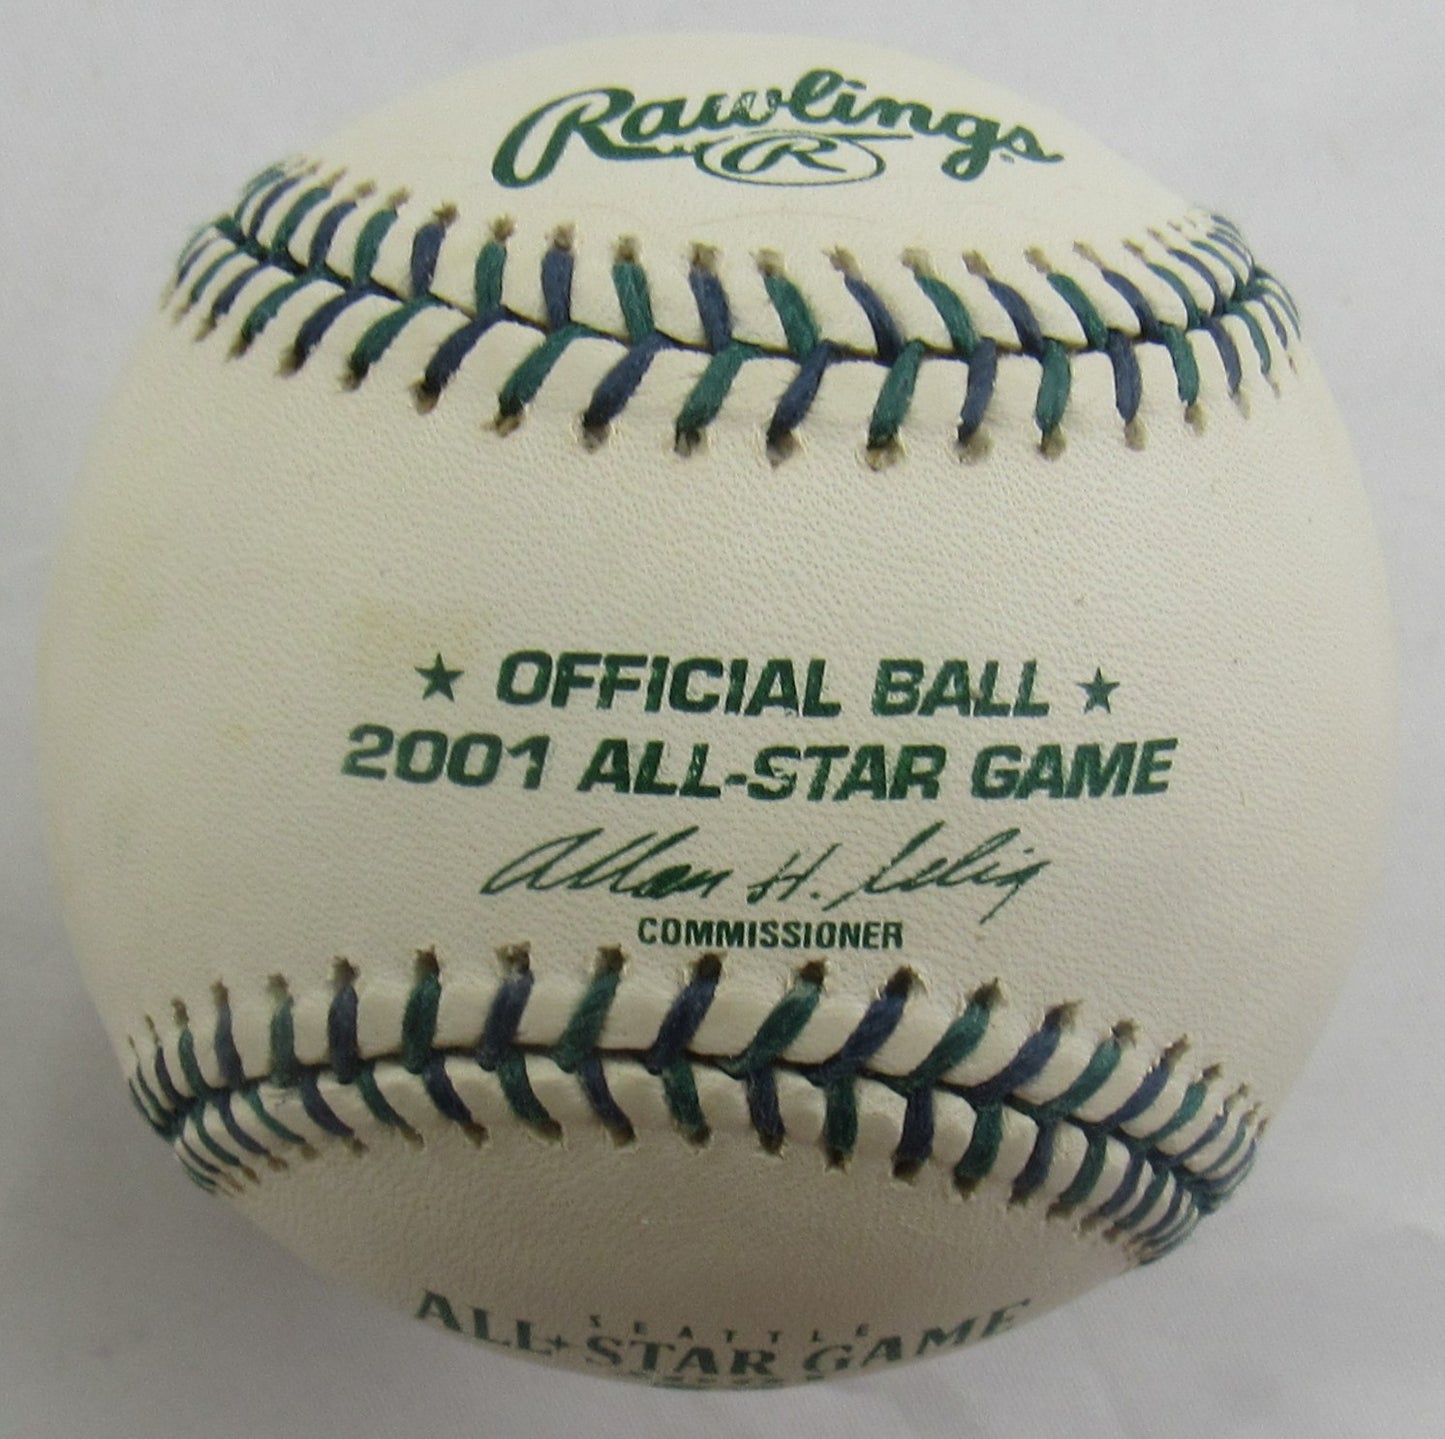 Rawlings
R
★ OFFICIAL BALL ★
2001 ALL-STAR GAME
Allan H. Selig
COMMISSIONER
SEATTLE
ALL★STAR GAME